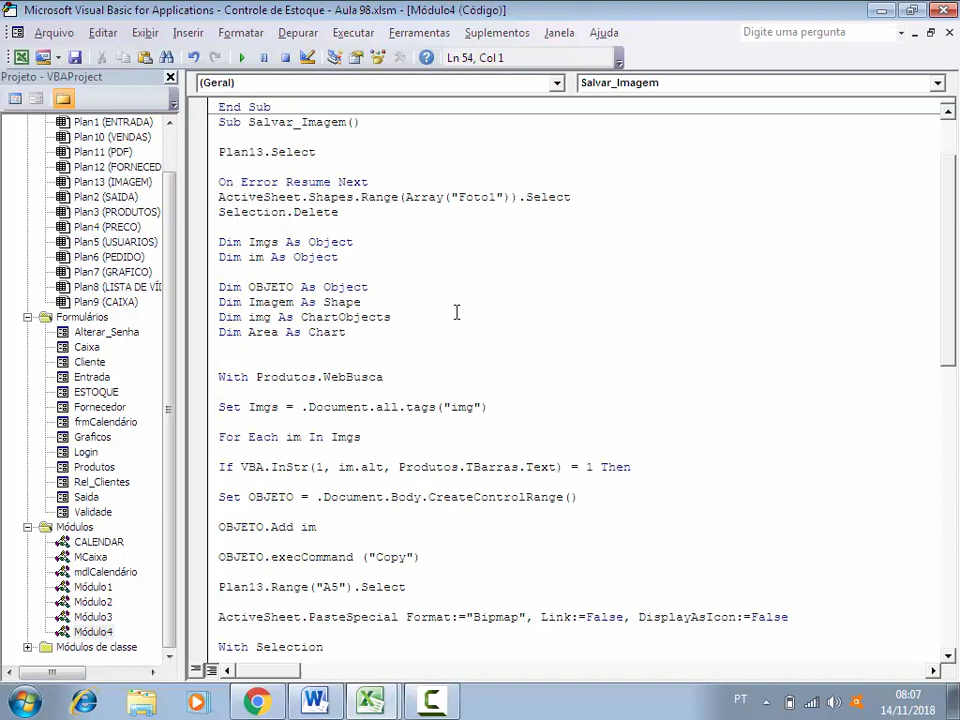 Microsoft Visual Basic for Applications - Controle de Estoque - Aula 98.xlsm - [Módulo4 (Código)]
Arquivo Editar Exibir Inserir Formatar Depurar Executar Ferramentas Suplementos Janela Ajuda
Digite uma pergunta
Ln 54, Col 1
Projeto - VBAProject
(Geral)
Salvar_Imagem
Plan1 (ENTRADA)
Plan10 (VENDAS)
Plan11 (PDF)
Plan12 (FORNECED
Plan13 (IMAGEM)
Plan2 (SAIDA)
Plan3 (PRODUTOS)
Plan4 (PRECO)
Plan5 (USUARIOS)
Plan6 (PEDIDO)
Plan7 (GRAFICO)
Plan8 (LISTA DE VI
Plan9 (CAIXA)
Formulários
Alterar_Senha
Caixa
Cliente
Entrada
ESTOQUE
Fornecedor
frmCalendário
Graficos
Login
Produtos
Rel_Clientes
Saida
Validade
Módulos
CALENDAR
MCaixa
mdlCalendário
Módulo1
Módulo2
Módulo3
Módulo4
Módulos de classe
End Sub
Sub Salvar_Imagem()
Plan13.Select
On Error Resume Next
ActiveSheet.Shapes.Range(Array("Foto1")).Select
Selection.Delete
Dim Imgs As Object
Dim im As Object
Dim OBJETO As Object
Dim Imagem As Shape
Dim img As ChartObjects
Dim Area As Chart
With Produtos.WebBusca
Set Imgs = .Document.all.tags("img")
For Each im In Imgs
If VBA.InStr(1, im.alt, Produtos.TBarras.Text) = 1 Then
Set OBJETO = .Document.Body.CreateControlRange()
OBJETO.Add im
OBJETO.execCommand ("Copy")
Plan13.Range("A5").Select
ActiveSheet.PasteSpecial Format:="Bipmap", Link:=False, DisplayAsIcon:=False
With Selection
PT
08:07
14/11/2018